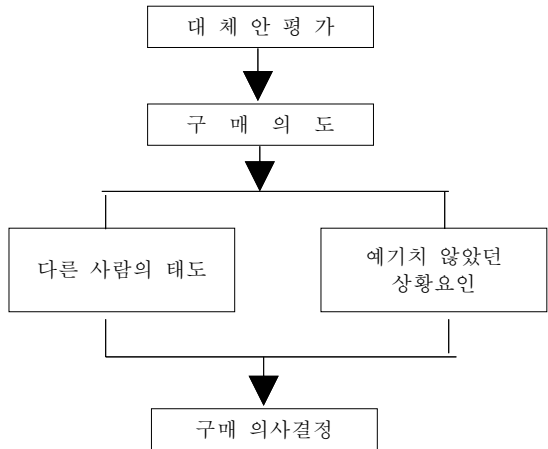 대 체 안 평 가
구 매 의 도
다른 사람의 태도
예기치 않았던
상황요인
구매 의사결정